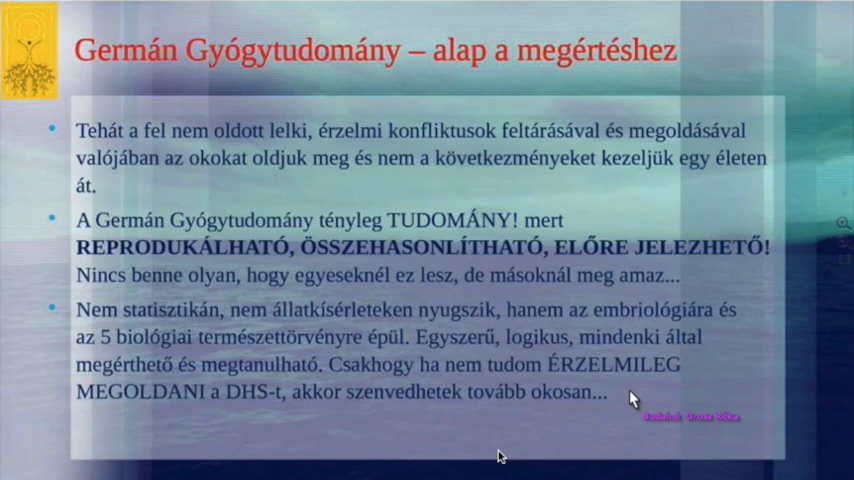 Germán Gyógytudomány – alap a megértéshez
Tehát a fel nem oldott lelki, érzelmi konfliktusok feltárásával és megoldásával
valójában az okokat oldjuk meg és nem a következményeket kezeljük egy életen
át.
A Germán Gyógytudomány tényleg TUDOMÁNY! mert
REPRODUKÁLHATÓ, ÖSSZEHASONLÍTHATÓ, ELŐRE JELEZHETŐ!
Nincs benne olyan, hogy egyeseknél ez lesz, de másoknál meg amaz...
Nem statisztikán, nem állatkísérleteken nyugszik, hanem az embriológiára és
az 5 biológiai természettörvényre épül. Egyszerű, logikus, mindenki által
megérthető és megtanulható. Csakhogy ha nem tudom ÉRZELMILEG
MEGOLDANI a DHS-t, akkor szenvedhetek tovább okosan...